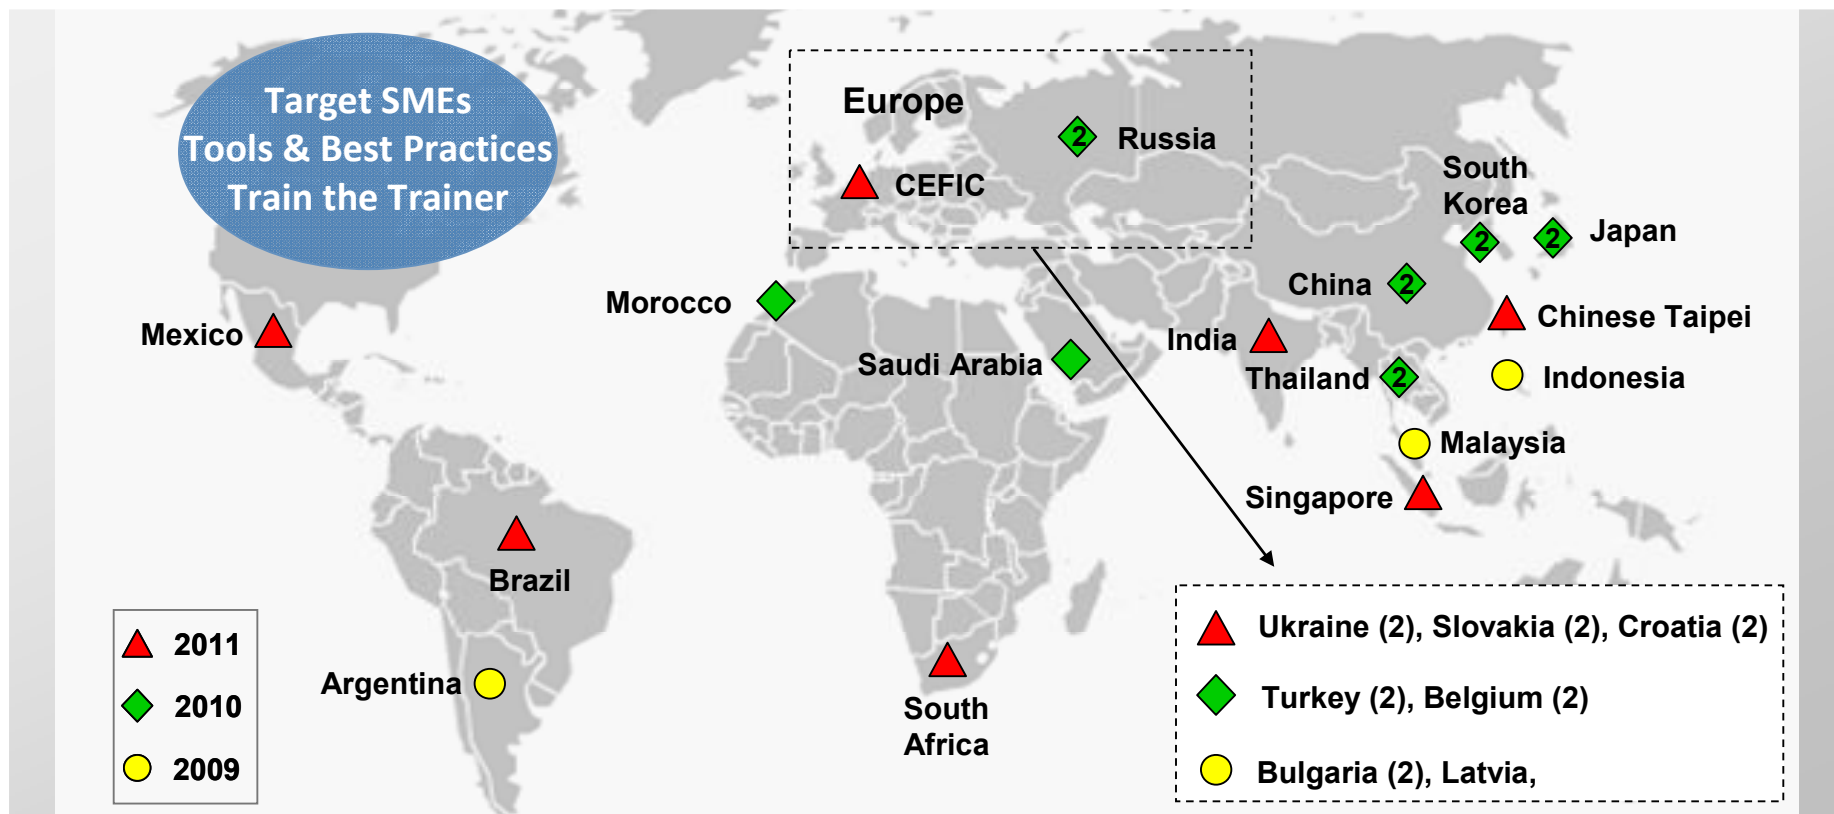 Target SMEs
Tools & Best Practices
Train the Trainer
Europe
2
Russia
CEFIC
South
Korea
2
2
Japan
China
2
Morocco
Mexico
Chinese Taipei
India
Saudi Arabia
Thailand
2
Indonesia
Malaysia
Singapore
Brazil
Argentina
South
Africa
2011
2010
2009
Ukraine (2), Slovakia (2), Croatia (2)
Turkey (2), Belgium (2)
Bulgaria (2), Latvia,